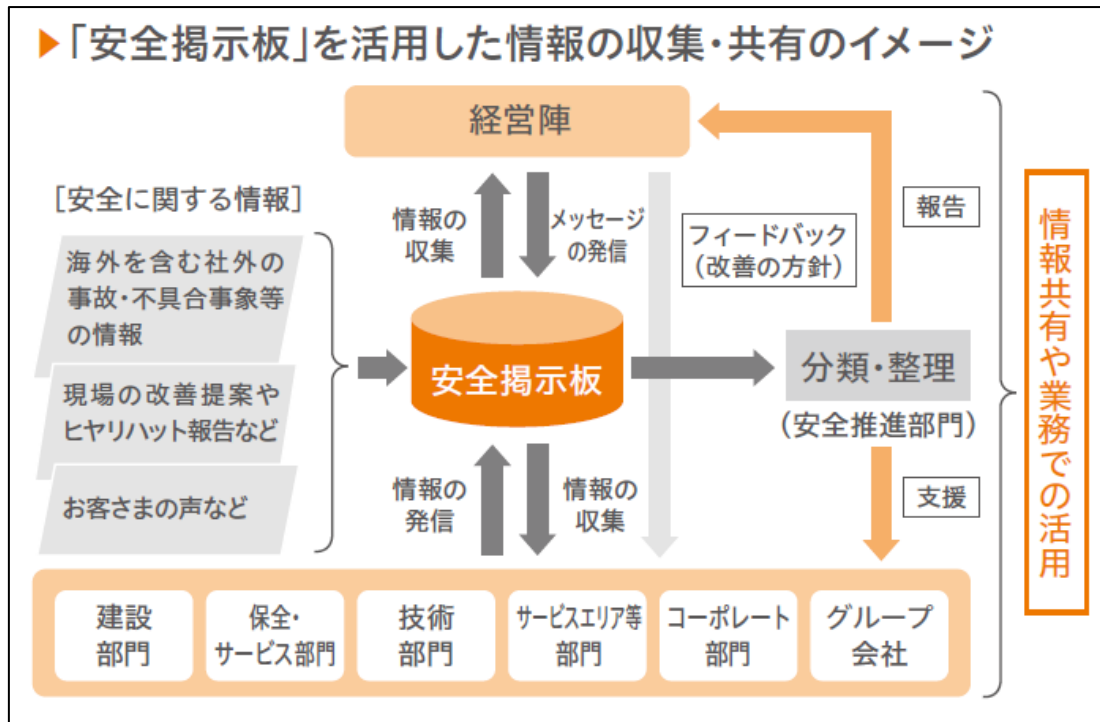 ▶「安全掲示板」を活用した情報の収集・共有のイメージ
経営陣
[安全に関する情報]
海外を含む社外の
事故・不具合事象等
の情報
現場の改善提案や
ヒヤリハット報告など
お客さまの声など
情報の
収集
メッセージ
の発信
フィードバック
(改善の方針)
報告
安全掲示板
分類・整理
(安全推進部門)
情報の
発信
情報の
収集
支援
建設
部門
保全・
サービス部門
技術
部門
サービスエリア等
部門
コーポレート
部門
グループ
会社
情報共有や業務での活用